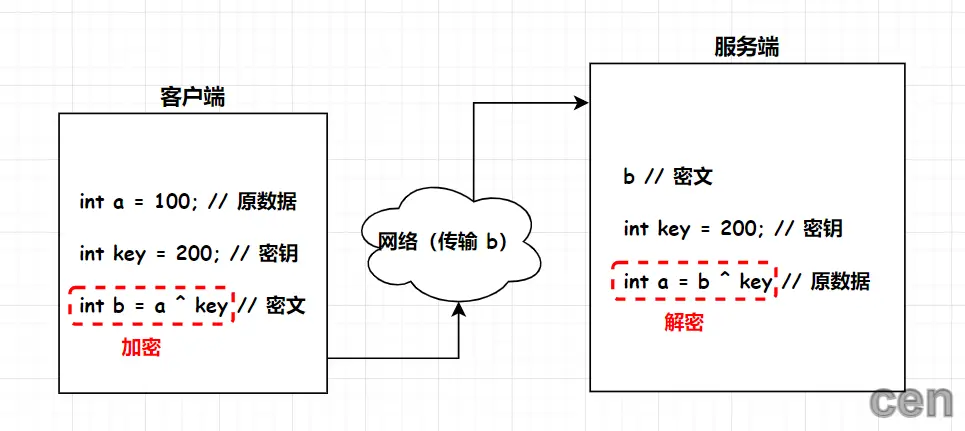 客户端
int a = 100; // 原数据
int key = 200; // 密钥
int b = a ^ key // 密文
加密
网络（传输 b）
服务端
b // 密文
int key = 200; // 密钥
int a = b ^ key // 原数据
解密
cen